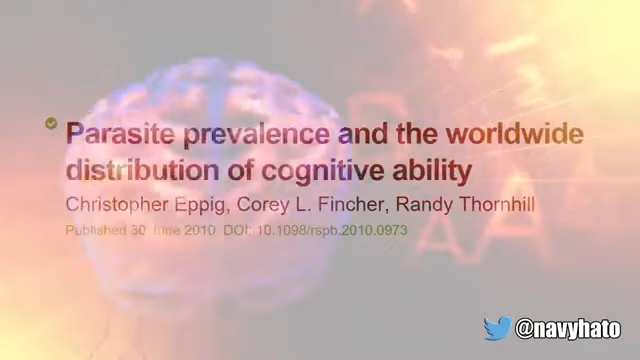 Parasite prevalence and the worldwide
distribution of cognitive ability
Christopher Eppig, Corey L. Fincher, Randy Thornhill
Published 30 June 2010 DOI: 10.1098/rspb.2010.0973
@navyhato